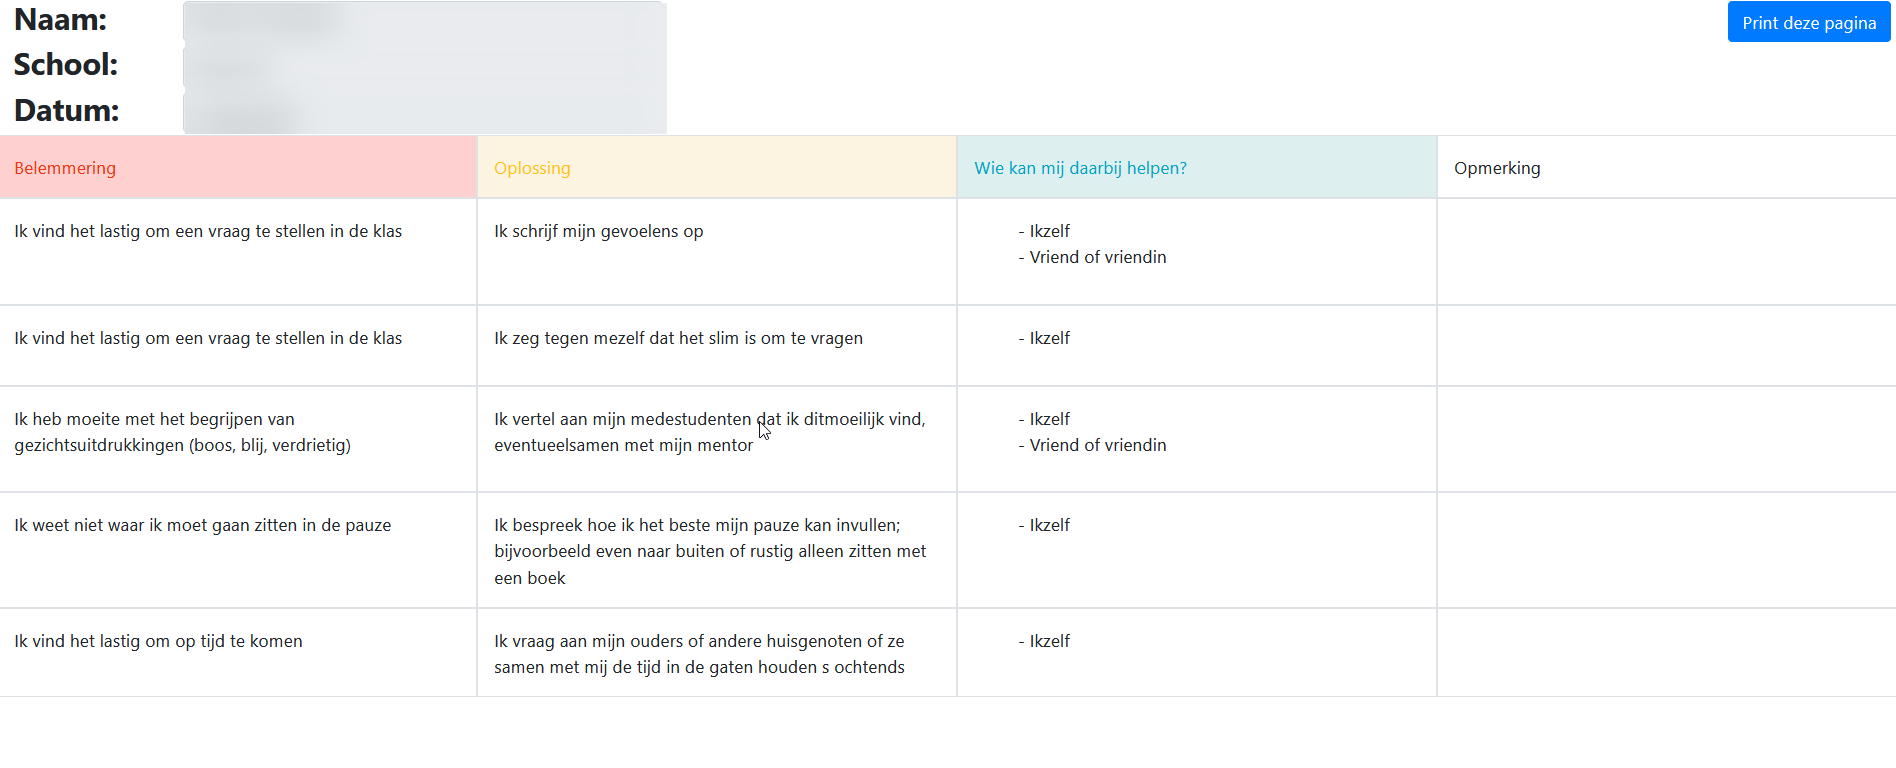 Naam:
Print deze pagina
School:
Datum:
Belemmering
Oplossing
Wie kan mij daarbij helpen?
Opmerking
Ik vind het lastig om een vraag te stellen in de klas
Ik schrijf mijn gevoelens op
- Ikzelf
- Vriend of vriendin
Ik vind het lastig om een vraag te stellen in de klas
Ik zeg tegen mezelf dat het slim is om te vragen
- Ikzelf
Ik heb moeite met het begrijpen van
gezichtsuitdrukkingen (boos, blij, verdrietig)
Ik vertel aan mijn medestudenten dat ik ditmoeilijk vind,
eventueelsamen met mijn mentor
- Ikzelf
- Vriend of vriendin
Ik weet niet waar ik moet gaan zitten in de pauze
Ik bespreek hoe ik het beste mijn pauze kan invullen;
bijvoorbeeld even naar buiten of rustig alleen zitten met
een boek
- Ikzelf
Ik vind het lastig om op tijd te komen
Ik vraag aan mijn ouders of andere huisgenoten of ze
samen met mij de tijd in de gaten houden s ochtends
- Ikzelf